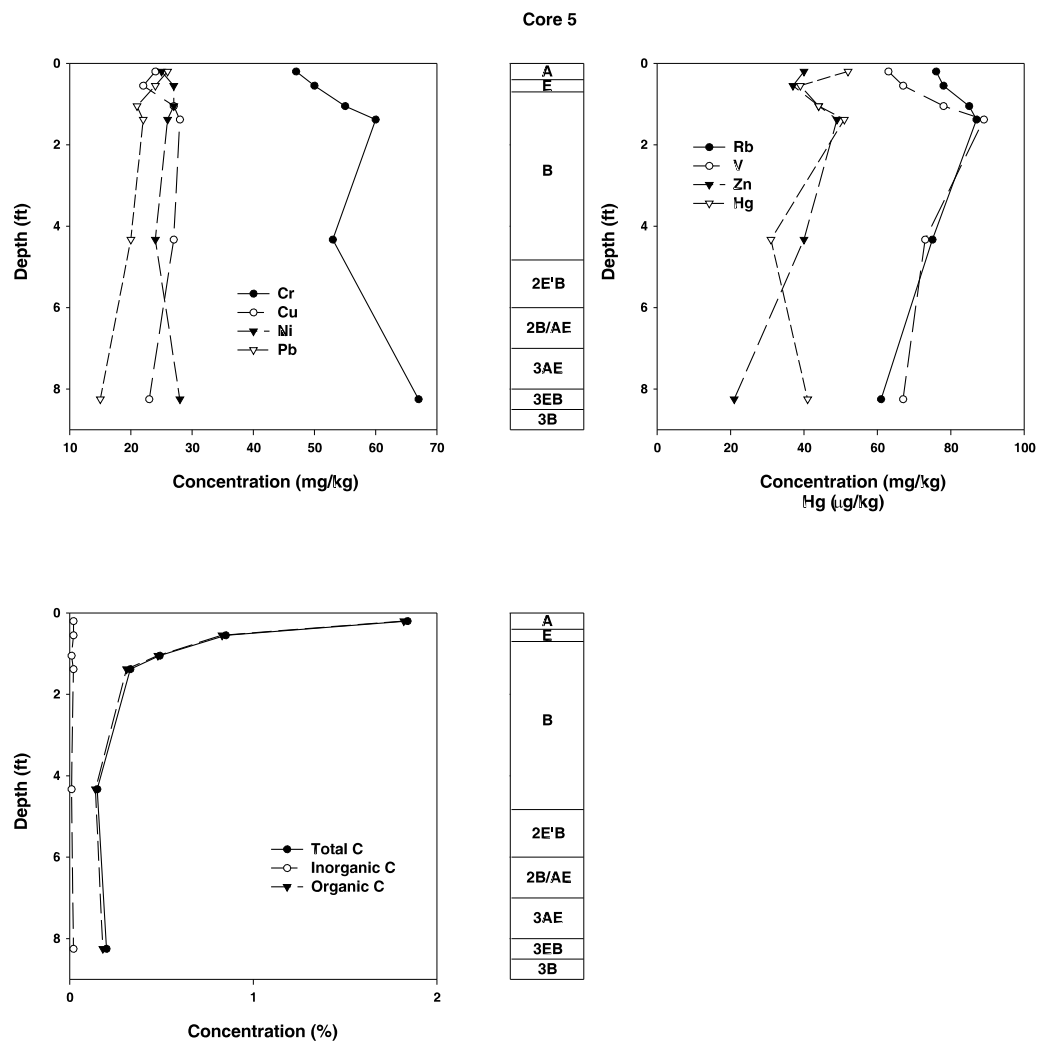 Core 5
0
2
4
6
8
Depth (ft)
Cr
Cu
Ni
Pb
10 20 30 40 50 60 70
Concentration (mg/kg)
A
E
B
2E'B
2B/AE
3AE
3EB
3B
0
2
4
6
8
Depth (ft)
Rb
V
Zn
Hg
0 20 40 60 80 100
Concentration (mg/kg)
Hg (μg/kg)
0
2
4
6
8
Depth (ft)
Total C
Inorganic C
Organic C
0 1 2
Concentration (%)
A
E
B
2E'B
2B/AE
3AE
3EB
3B